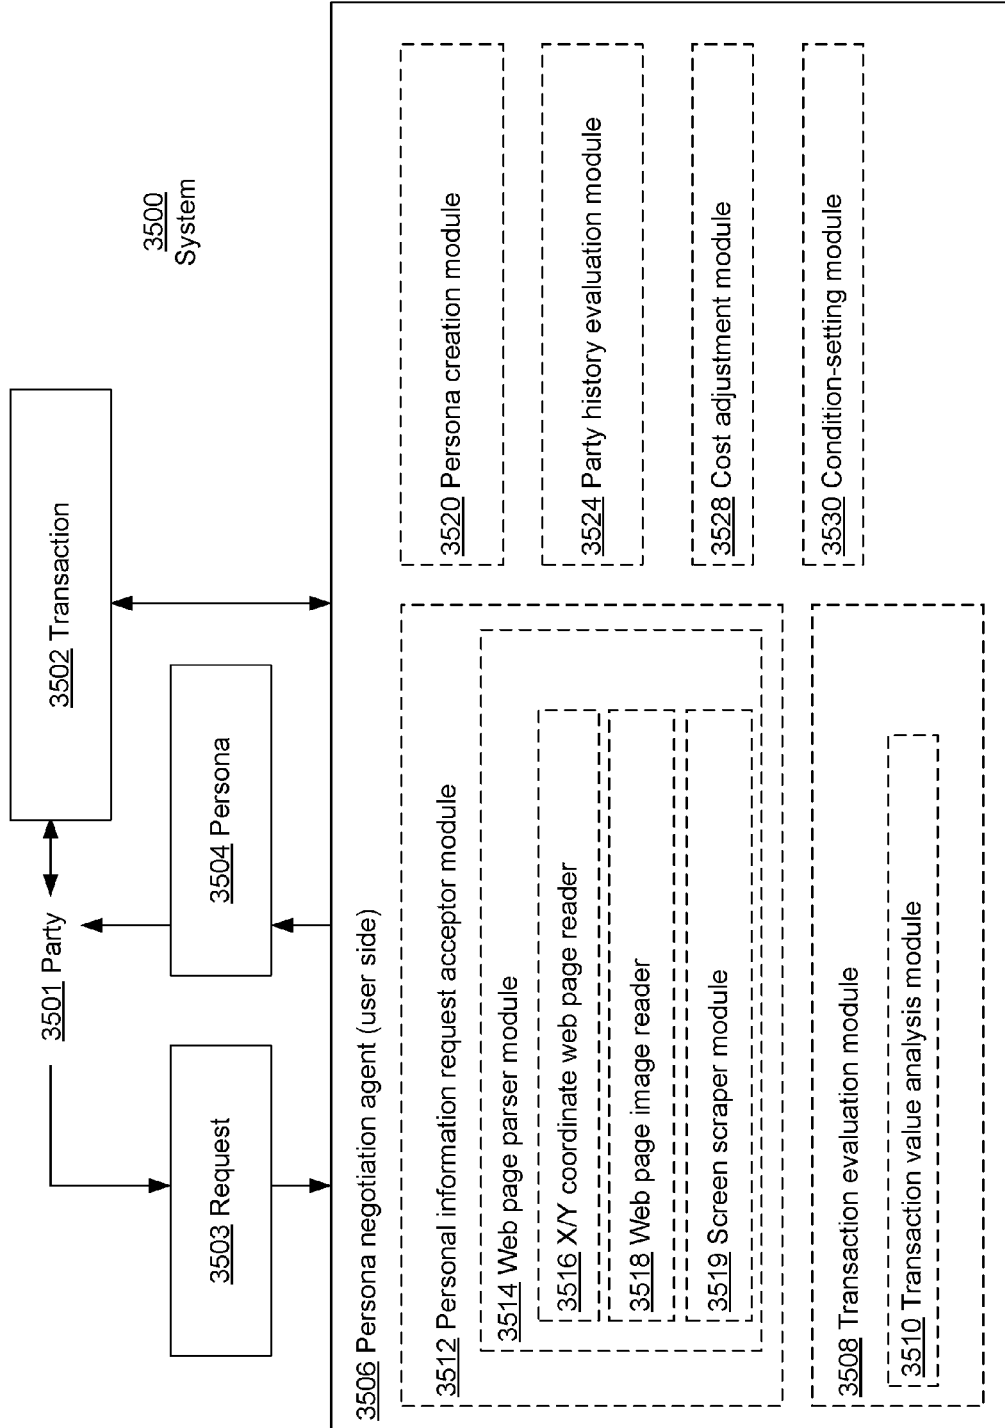 3500
System
3502 Transaction
3501 Party
3504 Persona
3503 Request
3506 Persona negotiation agent (user side)
3512 Personal information request acceptor module
3514 Web page parser module
3516 X/Y coordinate web page reader
3518 Web page image reader
3519 Screen scraper module
3508 Transaction evaluation module
3510 Transaction value analysis module
3520 Persona creation module
3524 Party history evaluation module
3528 Cost adjustment module
3530 Condition-setting module